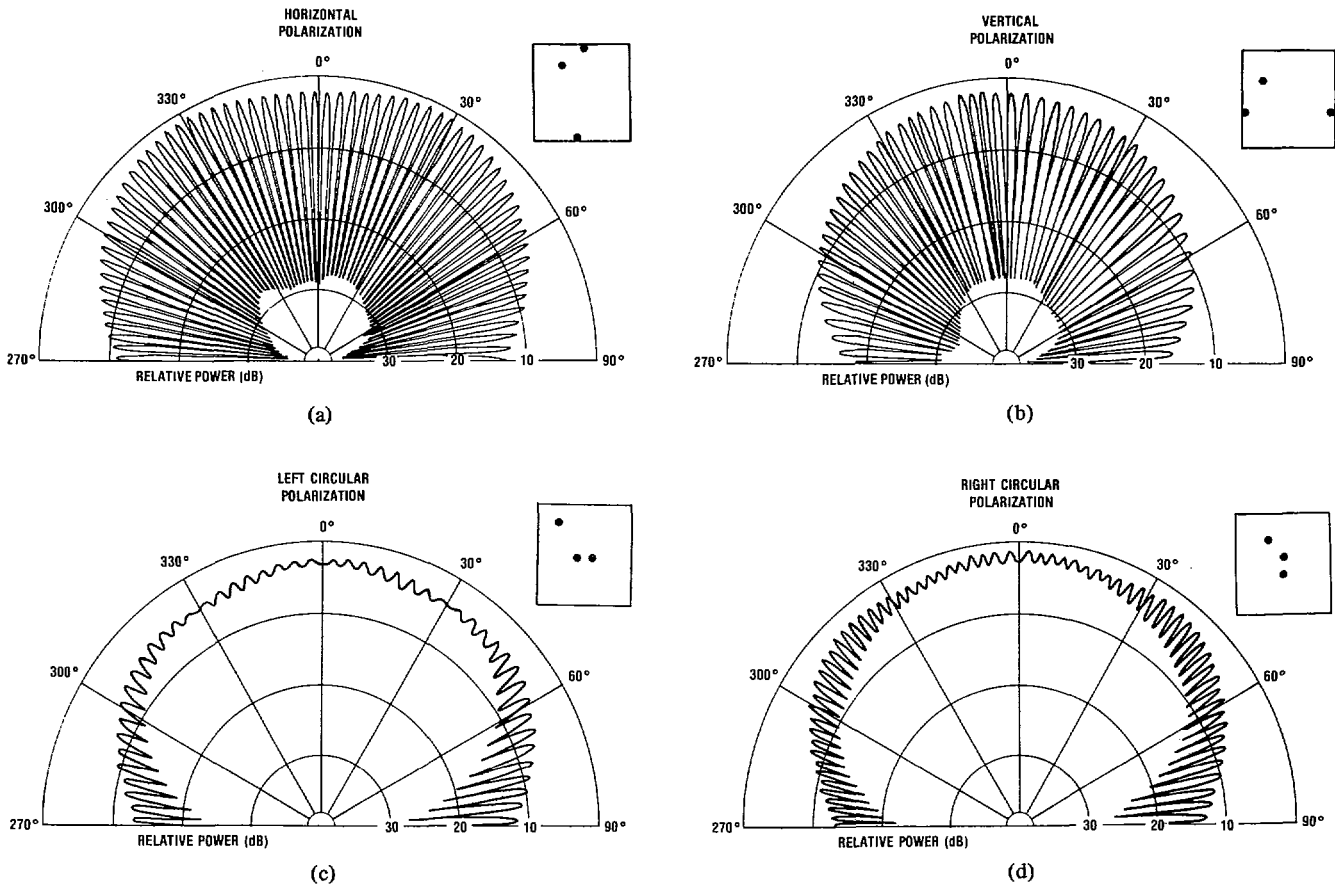 HORIZONTAL
POLARIZATION
0°
330°
30°
300°
60°
270°
30
20
10
90°
RELATIVE POWER (dB)
(a)
VERTICAL
POLARIZATION
0°
330°
30°
300°
60°
270°
30
20
10
90°
RELATIVE POWER (dB)
(b)
LEFT CIRCULAR
POLARIZATION
0°
330°
30°
300°
60°
270°
30
20
10
90°
RELATIVE POWER (dB)
(c)
RIGHT CIRCULAR
POLARIZATION
0°
330°
30°
300°
60°
270°
30
20
10
90°
RELATIVE POWER (dB)
(d)